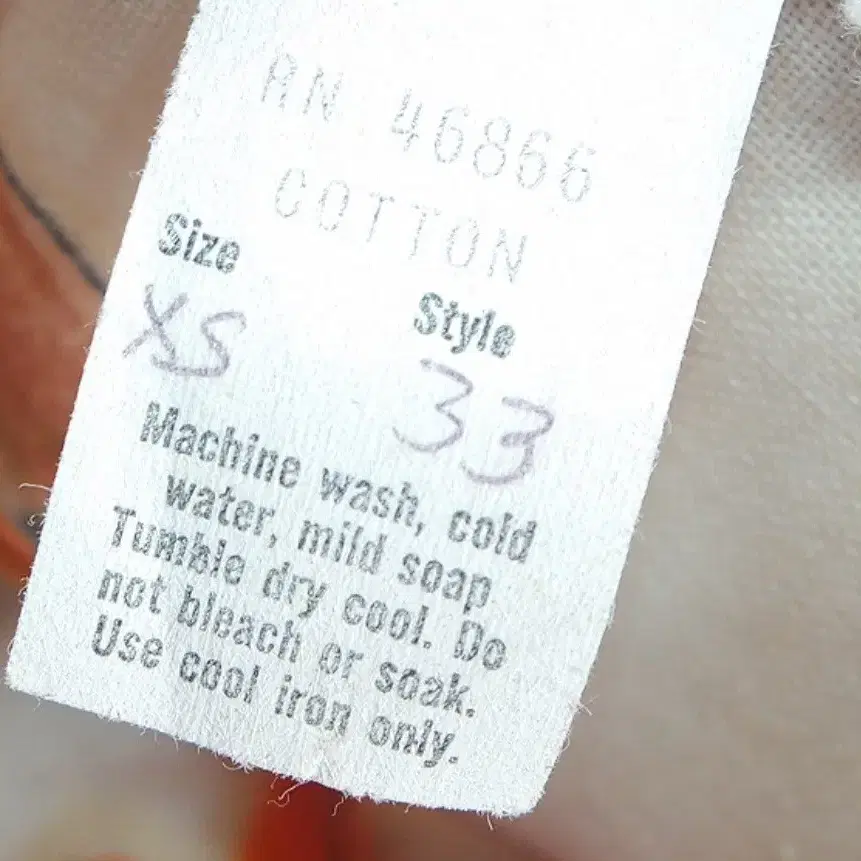 RN 46866
COTTON
Size
Style
XS
33
Machine wash, cold
water, mild soap
Tumble dry cool. Do
not bleach or soak.
Use cool iron only.